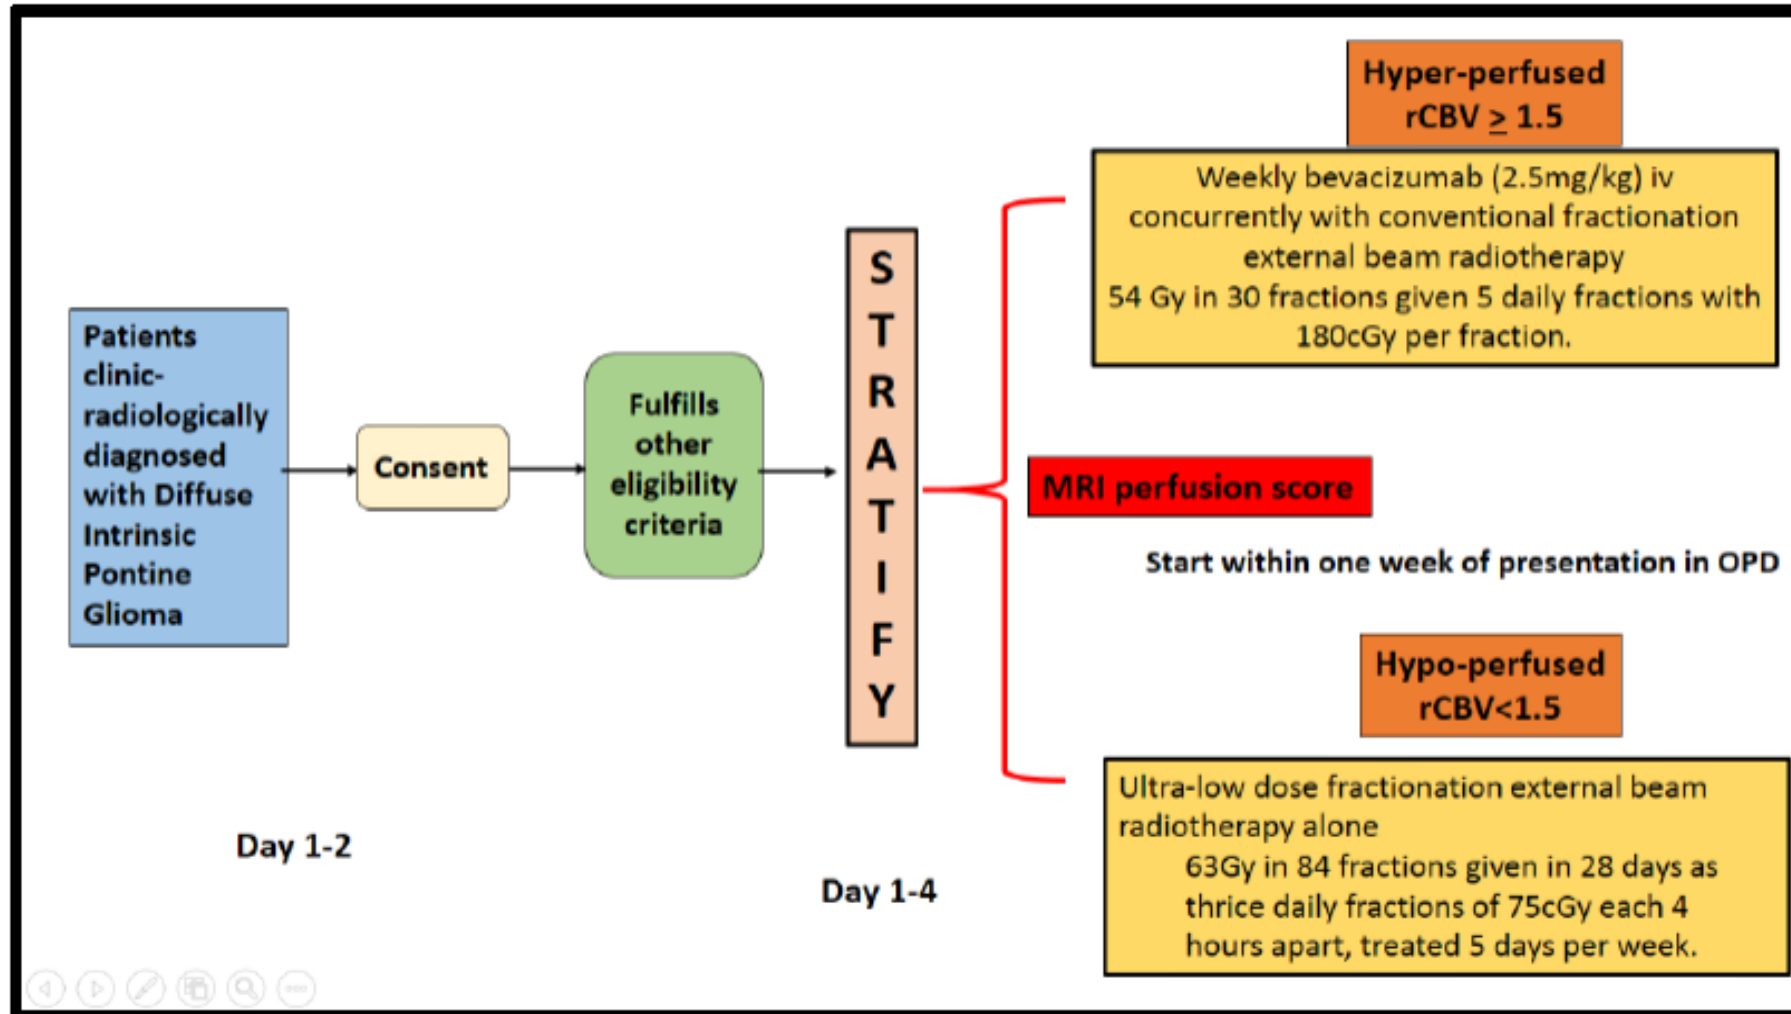 Patients
clinic-
radiologically
diagnosed
with Diffuse
Intrinsic
Pontine
Glioma
Day 1-2
Consent
Fulfills
other
eligibility
criteria
S
T
R
A
T
I
F
Y
Day 1-4
Hyper-perfused
rCBV ≥ 1.5
Weekly bevacizumab (2.5mg/kg) iv
concurrently with conventional fractionation
external beam radiotherapy
54 Gy in 30 fractions given 5 daily fractions with
180cGy per fraction.
MRI perfusion score
Start within one week of presentation in OPD
Hypo-perfused
rCBV<1.5
Ultra-low dose fractionation external beam
radiotherapy alone
63Gy in 84 fractions given in 28 days as
thrice daily fractions of 75cGy each 4
hours apart, treated 5 days per week.